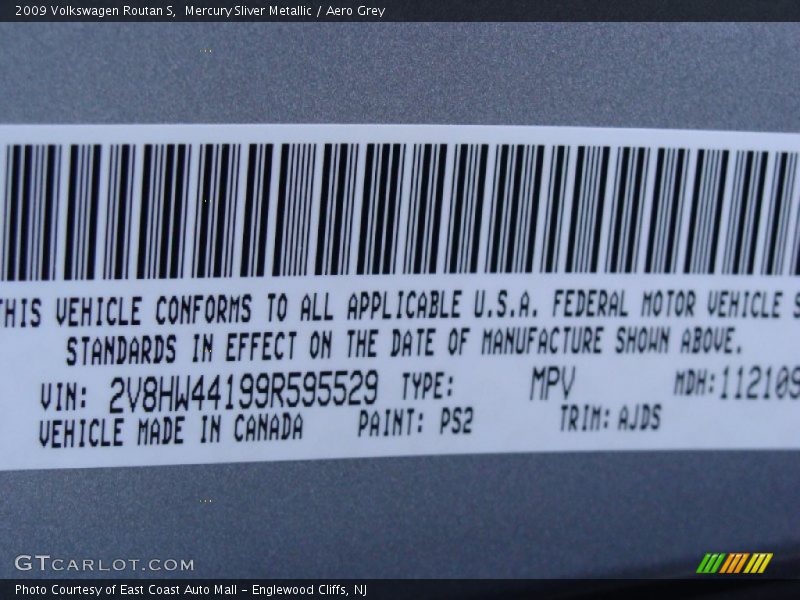 2009 Volkswagen Routan S, Mercury Sliver Metallic / Aero Grey
THIS VEHICLE CONFORMS TO ALL APPLICABLE U.S.A. FEDERAL MOTOR VEHICLE S
STANDARDS IN EFFECT ON THE DATE OF MANUFACTURE SHOWN ABOVE.
VIN: 2V8HW44199R595529 TYPE: MPV MDH: 112109
VEHICLE MADE IN CANADA PAINT: PS2 TRIM: AJDS
GTCARLOT.COM
Photo Courtesy of East Coast Auto Mall - Englewood Cliffs, NJ